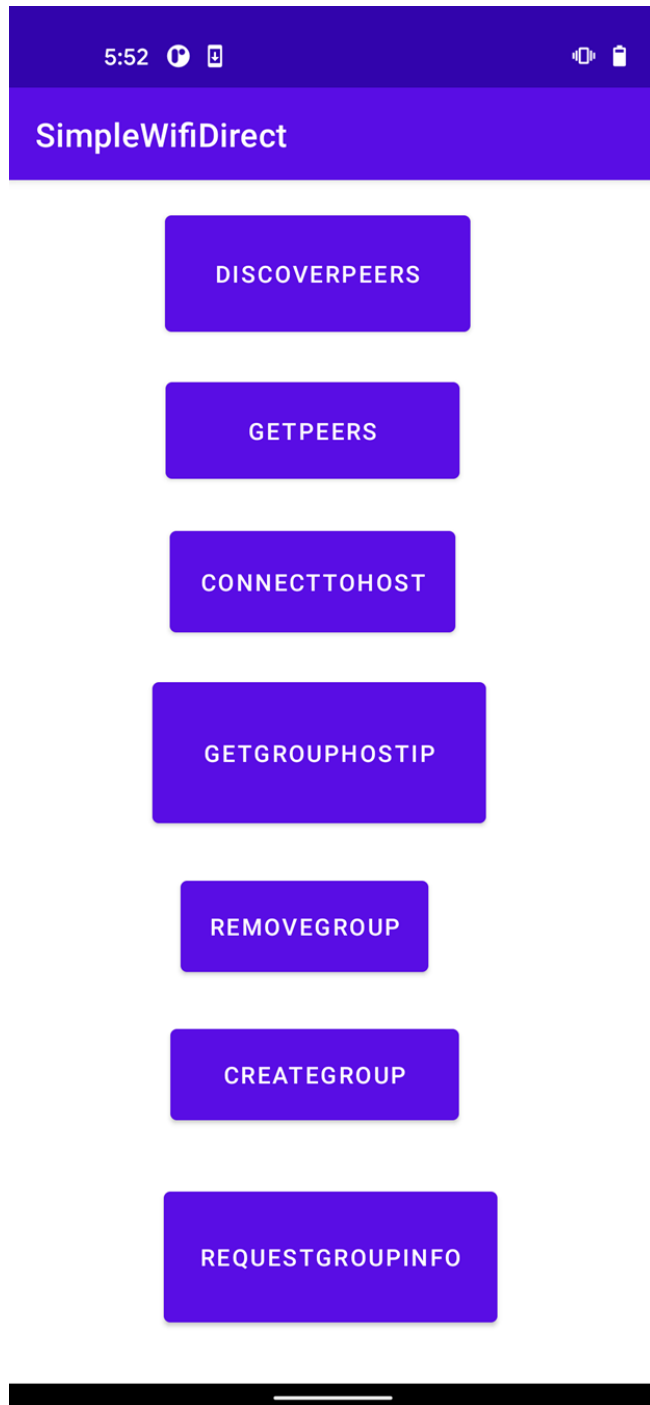 5:52
SimpleWifiDirect
DISCOVERPEERS
GETPEERS
CONNECTTOHOST
GETGROUPHOSTIP
REMOVEGROUP
CREATEGROUP
REQUESTGROUPINFO